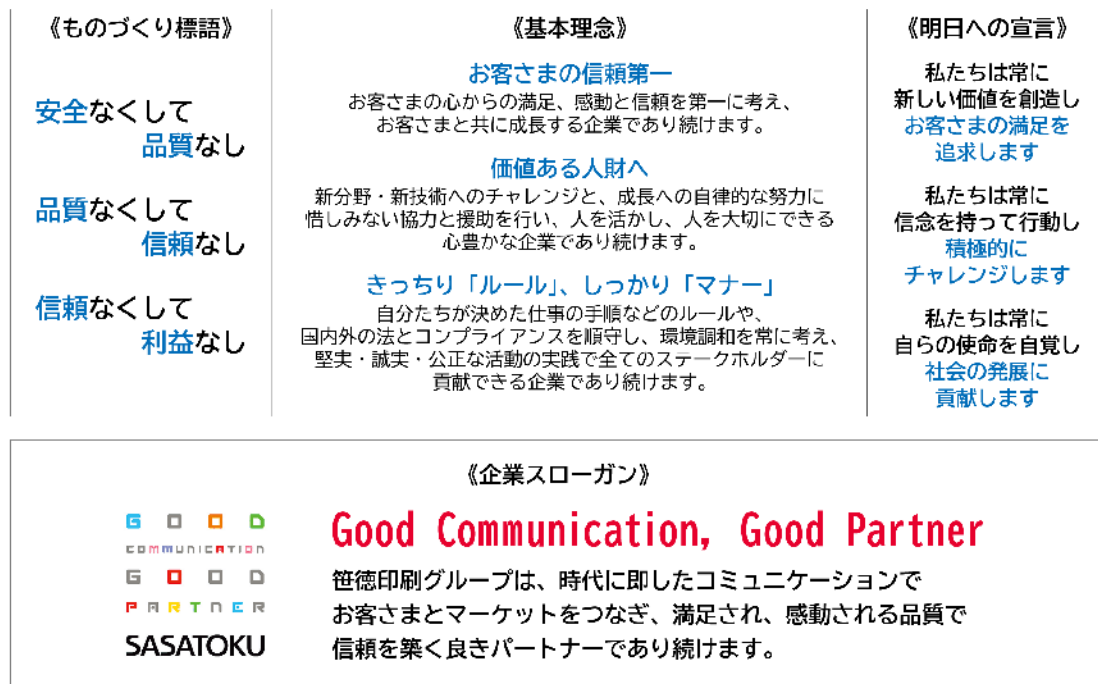 《ものづくり標語》
安全なくして
品質なし
品質なくして
信頼なし
信頼なくして
利益なし
《基本理念》
お客さまの信頼第一
お客さまの心からの満足、感動と信頼を第一に考え、
お客さまと共に成長する企業であり続けます。
価値ある人財へ
新分野・新技術へのチャレンジと、成長への自律的な努力に
惜しみない協力と援助を行い、人を活かし、人を大切にできる
心豊かな企業であり続けます。
きっちり「ルール」、しっかり「マナー」
自分たちが決めた仕事の手順などのルールや、
国内外の法とコンプライアンスを順守し、環境調和を常に考え、
堅実・誠実・公正な活動の実践で全てのステークホルダーに
貢献できる企業であり続けます。
《明日への宣言》
私たちは常に
新しい価値を創造し
お客さまの満足を
追求します
私たちは常に
信念を持って行動し
積極的に
チャレンジします
私たちは常に
自らの使命を自覚し
社会の発展に
貢献します
《企業スローガン》
GOOD
COMMUNICATION
GOOD
PARTNER
SASATOKU
Good Communication, Good Partner
笹徳印刷グループは、時代に即したコミュニケーションで
お客さまとマーケットをつなぎ、満足され、感動される品質で
信頼を築く良きパートナーであり続けます。